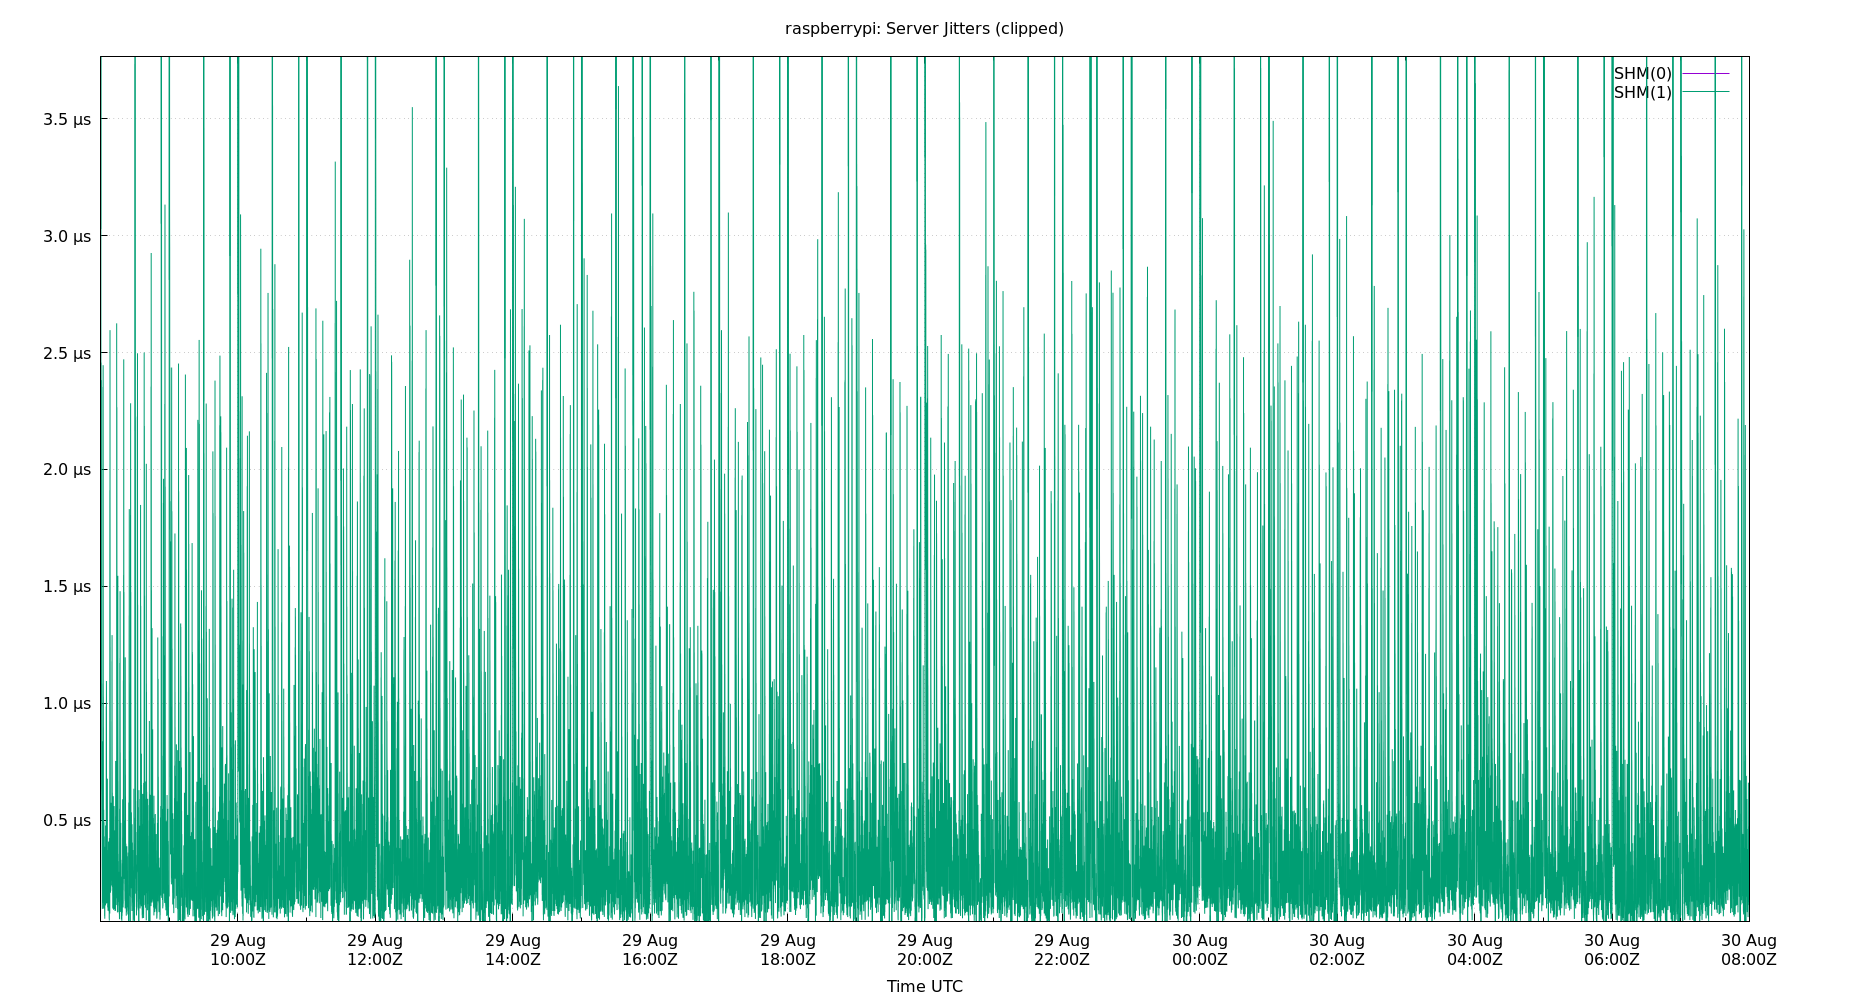 raspberrypi: Server Jitters (clipped)
SHM(0)
SHM(1)
3.5 µs
3.0 µs
2.5 µs
2.0 µs
1.5 µs
1.0 µs
0.5 µs
29 Aug 29 Aug 29 Aug 29 Aug 29 Aug 29 Aug 29 Aug 30 Aug 30 Aug 30 Aug 30 Aug 30 Aug
10:00Z 12:00Z 14:00Z 16:00Z 18:00Z 20:00Z 22:00Z 00:00Z 02:00Z 04:00Z 06:00Z 08:00Z
Time UTC